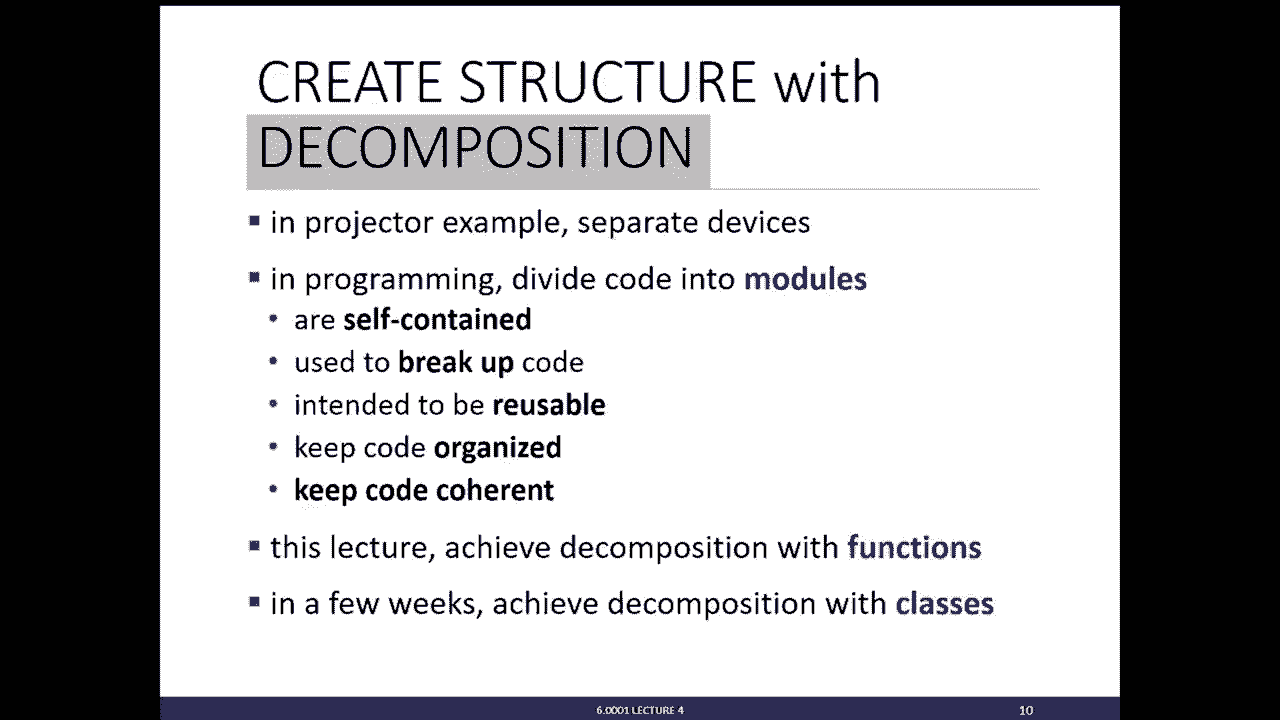 CREATE STRUCTURE with
DECOMPOSITION
▪ in projector example, separate devices
▪ in programming, divide code into modules
• are self-contained
• used to break up code
• intended to be reusable
• keep code organized
• keep code coherent
▪ this lecture, achieve decomposition with functions
▪ in a few weeks, achieve decomposition with classes
6.0001 LECTURE 4
10